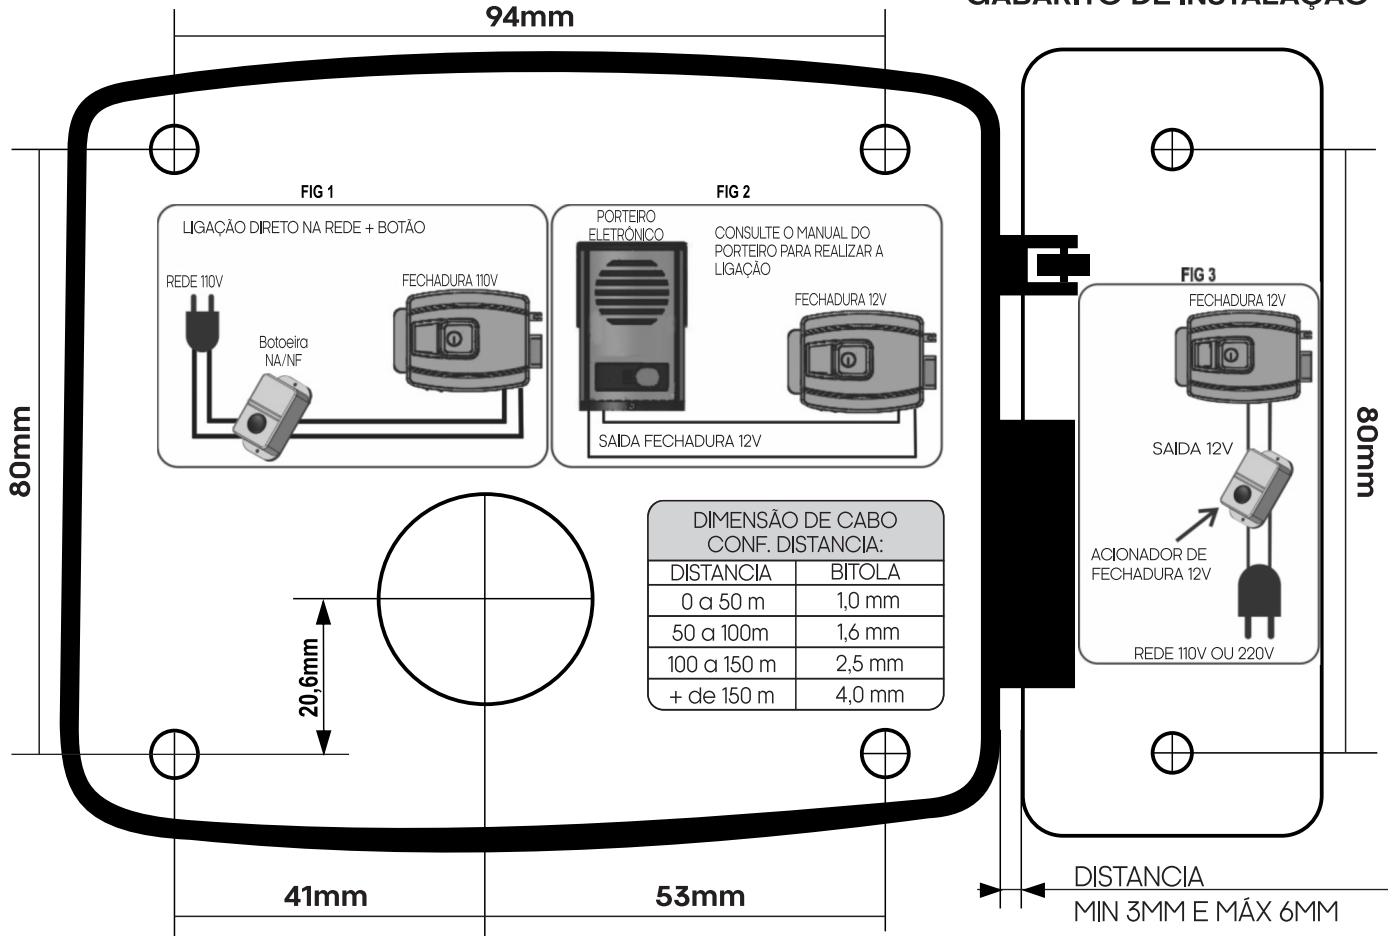 GABARITO DE INSTALAÇÃO
94mm
FIG 1
LIGAÇÃO DIRETO NA REDE + BOTÃO
REDE 110V
FECHADURA 110V
Botoeira
NA/NF
FIG 2
PORTEIRO
ELETRÔNICO
CONSULTE O MANUAL DO
PORTEIRO PARA REALIZAR A
LIGAÇÃO
FECHADURA 12V
SAIDA FECHADURA 12V
FIG 3
FECHADURA 12V
SAIDA 12V
ACIONADOR DE
FECHADURA 12V
REDE 110V OU 220V
80mm
80mm
DIMENSÃO DE CABO
CONF. DISTANCIA:
DISTANCIA BITOLA
0 a 50 m 1,0 mm
50 a 100m 1,6 mm
100 a 150 m 2,5 mm
+ de 150 m 4,0 mm
20,6mm
41mm
53mm
DISTANCIA
MIN 3MM E MÁX 6MM